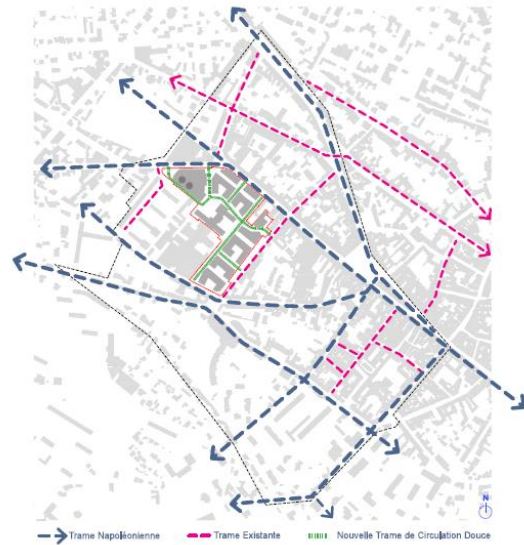 N
Trame Napoléonienne
Trame Existante
Nouvelle Trame de Circulation Douce